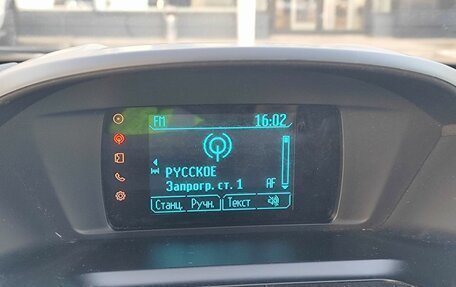 FM 16:02
РУССКОЕ
Запрогр. ст. 1 AF
Станц. Ручн. Текст